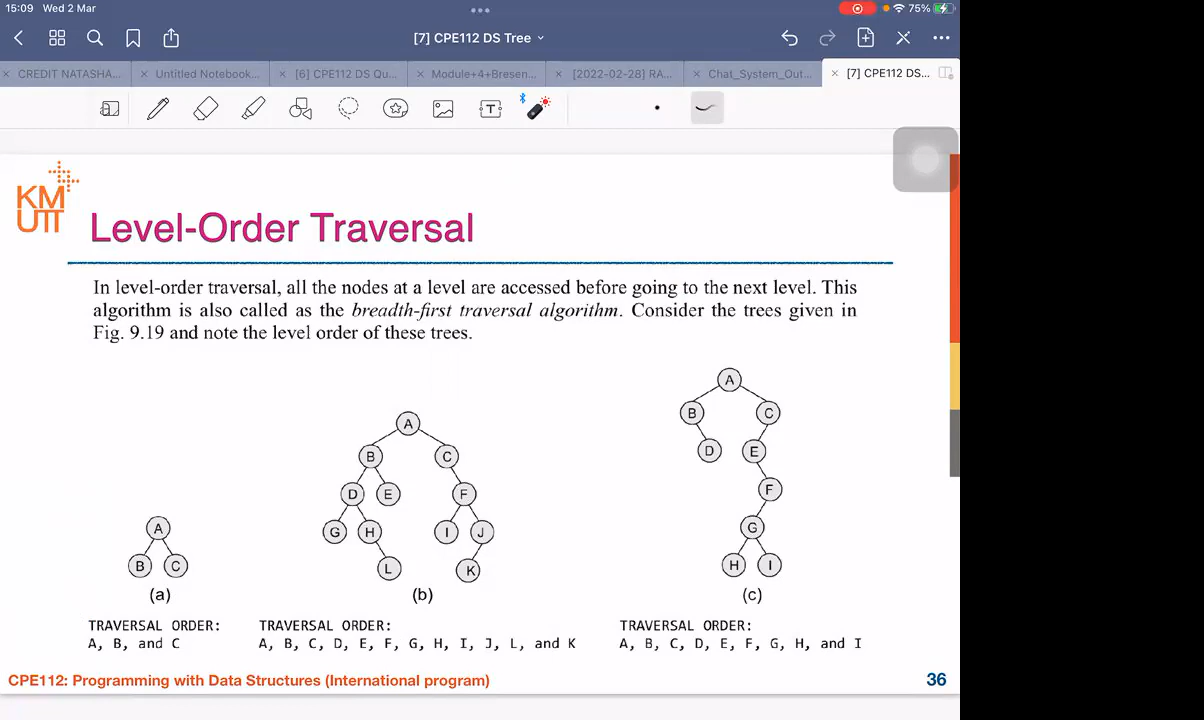 15:09 Wed 2 Mar
75%
[7] CPE112 DS Tree
CREDIT NATASHA... Untitled Notebook... [6] CPE112 DS Qu... Module+4+Bresen... [2022-02-28] RA... Chat_System_Out... [7] CPE112 DS...
KM
UTT
Level-Order Traversal
In level-order traversal, all the nodes at a level are accessed before going to the next level. This
algorithm is also called as the breadth-first traversal algorithm. Consider the trees given in
Fig. 9.19 and note the level order of these trees.
A
B C
(a)
TRAVERSAL ORDER:
A, B, and C
A
B C
D E F
G H I J
L K
(b)
TRAVERSAL ORDER:
A, B, C, D, E, F, G, H, I, J, L, and K
A
B C
D E
F
G
H I
(c)
TRAVERSAL ORDER:
A, B, C, D, E, F, G, H, and I
CPE112: Programming with Data Structures (International program)
36